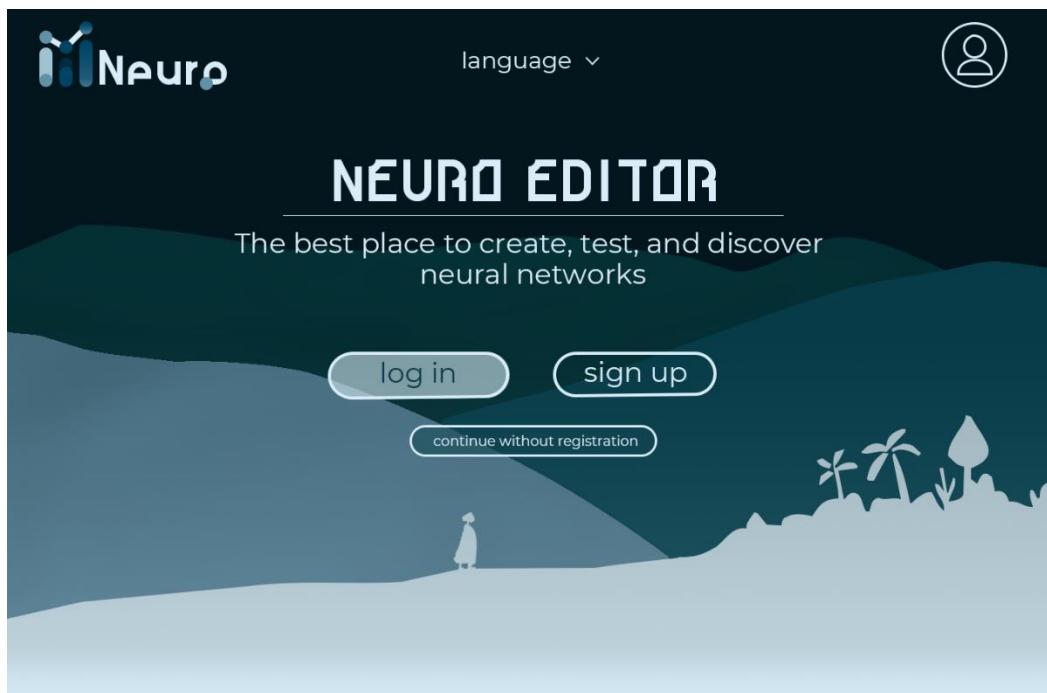 Neuro
language
NEURO EDITOR
The best place to create, test, and discover
neural networks
log in
sign up
continue without registration